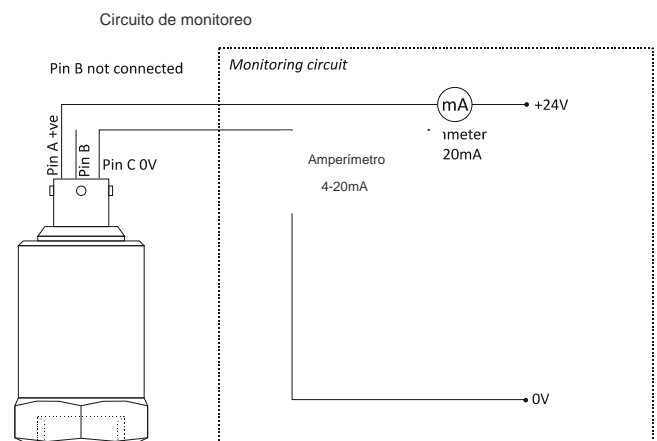 Circuito de monitoreo
Pin B not connected
Monitoring circuit
Pin A +ve
Pin B
Pin C 0V
mA
+24V
20mA
Amperímetro
4-20mA
0V